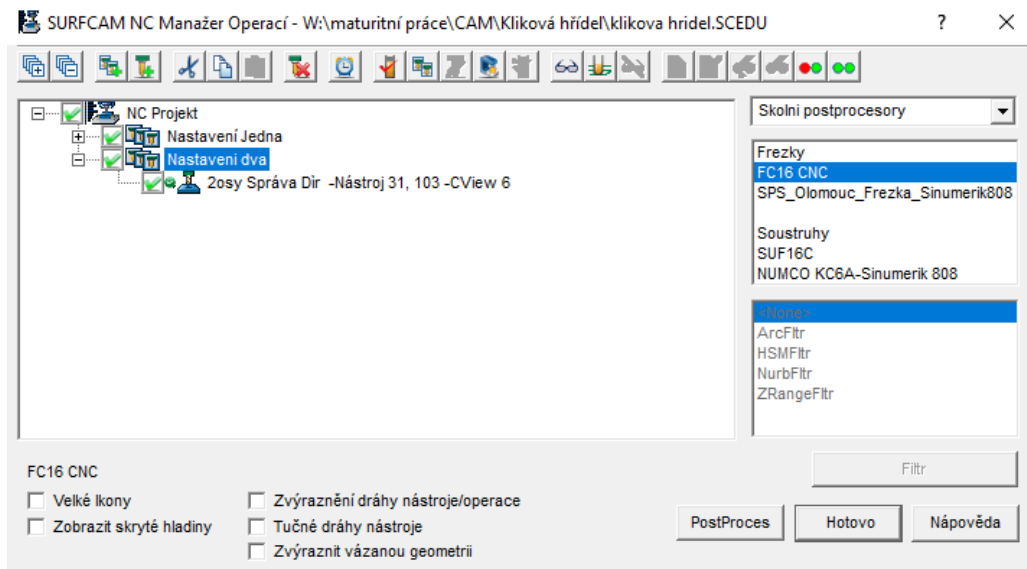 SURFCAM NC Manažer Operací - W:\maturitní práce\CAM\Kliková hřídel\klikova hridel.SCEDU
NC Projekt
Nastavení Jedna
Nastaveni dva
2osy Správa Dìr -Nástroj 31, 103 -CView 6
Skolni postprocesory
Frezky
FC16 CNC
SPS_Olomouc_Frezka_Sinumerik808
Soustruhy
SUF16C
NUMCO KC6A-Sinumerik 808
<None>
ArcFltr
HSMFltr
NurbFltr
ZRangeFltr
FC16 CNC
Filtr
Velké Ikony
Zvýraznění dráhy nástroje/operace
Zobrazit skryté hladiny
Tučné dráhy nástroje
Zvýraznit vázanou geometrii
PostProces
Hotovo
Nápověda